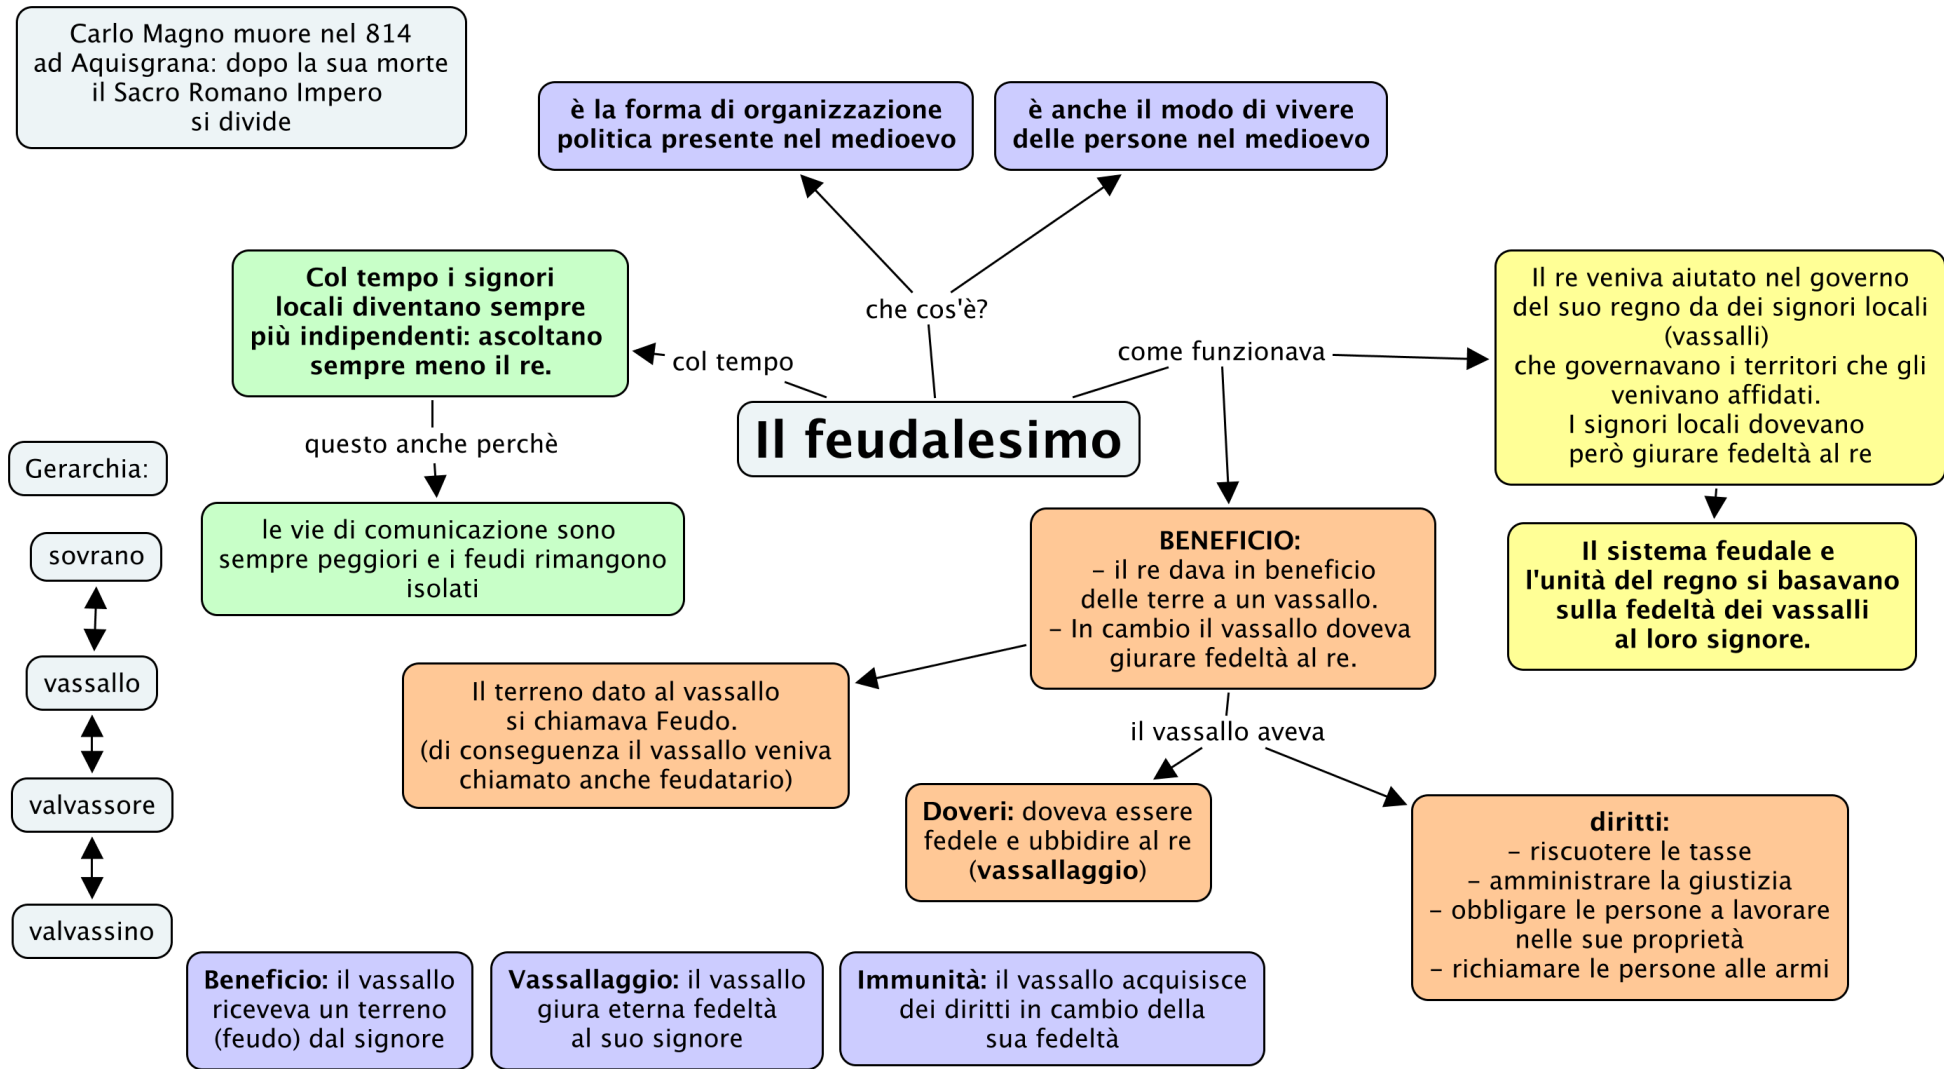 Carlo Magno muore nel 814
ad Aquisgrana: dopo la sua morte
il Sacro Romano Impero
si divide
è la forma di organizzazione
politica presente nel medioevo
è anche il modo di vivere
delle persone nel medioevo
che cos'è?
Col tempo i signori
locali diventano sempre
più indipendenti: ascoltano
sempre meno il re.
col tempo
come funzionava
Il re veniva aiutato nel governo
del suo regno da dei signori locali
(vassalli)
che governavano i territori che gli
venivano affidati.
I signori locali dovevano
però giurare fedeltà al re
Il feudalesimo
questo anche perchè
le vie di comunicazione sono
sempre peggiori e i feudi rimangono
isolati
Gerarchia:
sovrano
vassallo
valvassore
valvassino
BENEFICIO:
– il re dava in beneficio
delle terre a un vassallo.
– In cambio il vassallo doveva
giurare fedeltà al re.
Il sistema feudale e
l'unità del regno si basavano
sulla fedeltà dei vassalli
al loro signore.
Il terreno dato al vassallo
si chiamava Feudo.
(di conseguenza il vassallo veniva
chiamato anche feudatario)
il vassallo aveva
Doveri: doveva essere
fedele e ubbidire al re
(vassallaggio)
diritti:
– riscuotere le tasse
– amministrare la giustizia
– obbligare le persone a lavorare
nelle sue proprietà
– richiamare le persone alle armi
Beneficio: il vassallo
riceveva un terreno
(feudo) dal signore
Vassallaggio: il vassallo
giura eterna fedeltà
al suo signore
Immunità: il vassallo acquisisce
dei diritti in cambio della
sua fedeltà